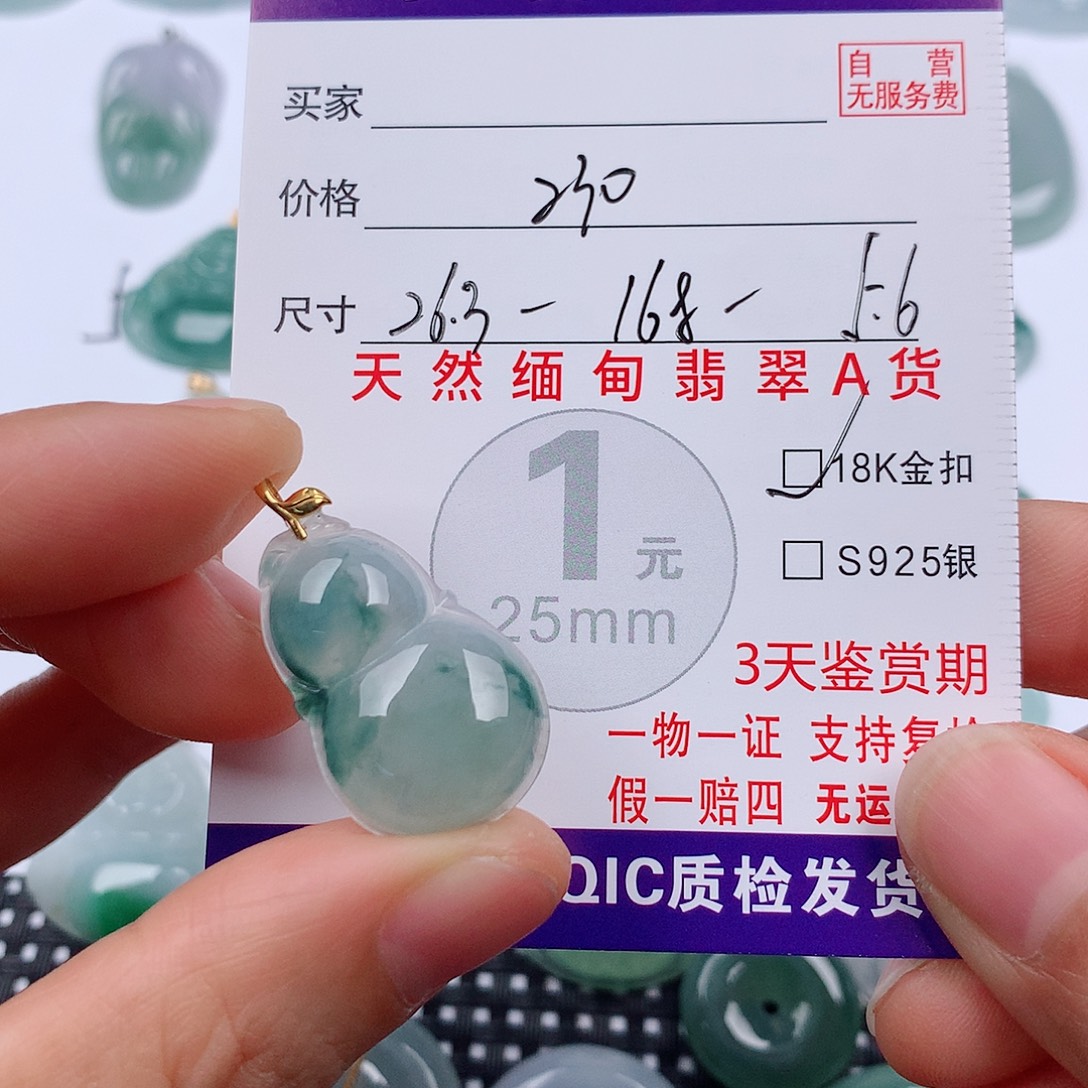 自 营
无服务费
买家
价格 230
尺寸 26.3 - 16.8 - 5.6
天然缅甸翡翠A货
1元
25mm
18K金扣
S925银
3天鉴赏期
一物一证 支持复
假一赔四 无运
QIC质检发货